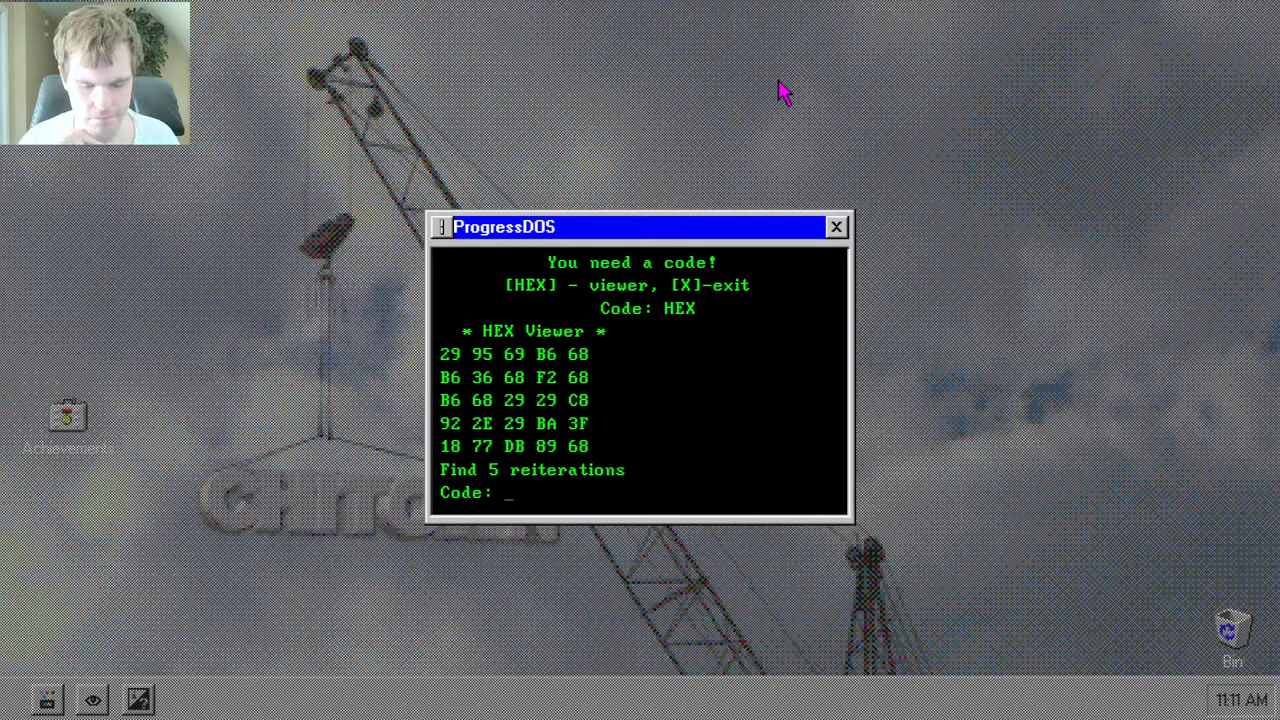 ProgressDOS
You need a code!
[HEX] - viewer, [X]-exit
Code: HEX
* HEX Viewer *
29 95 69 B6 68
B6 36 68 F2 68
B6 68 29 29 C8
92 2E 29 BA 3F
18 77 DB 89 68
Find 5 reiterations
Code: _
Achievements
Bin
11:11 AM